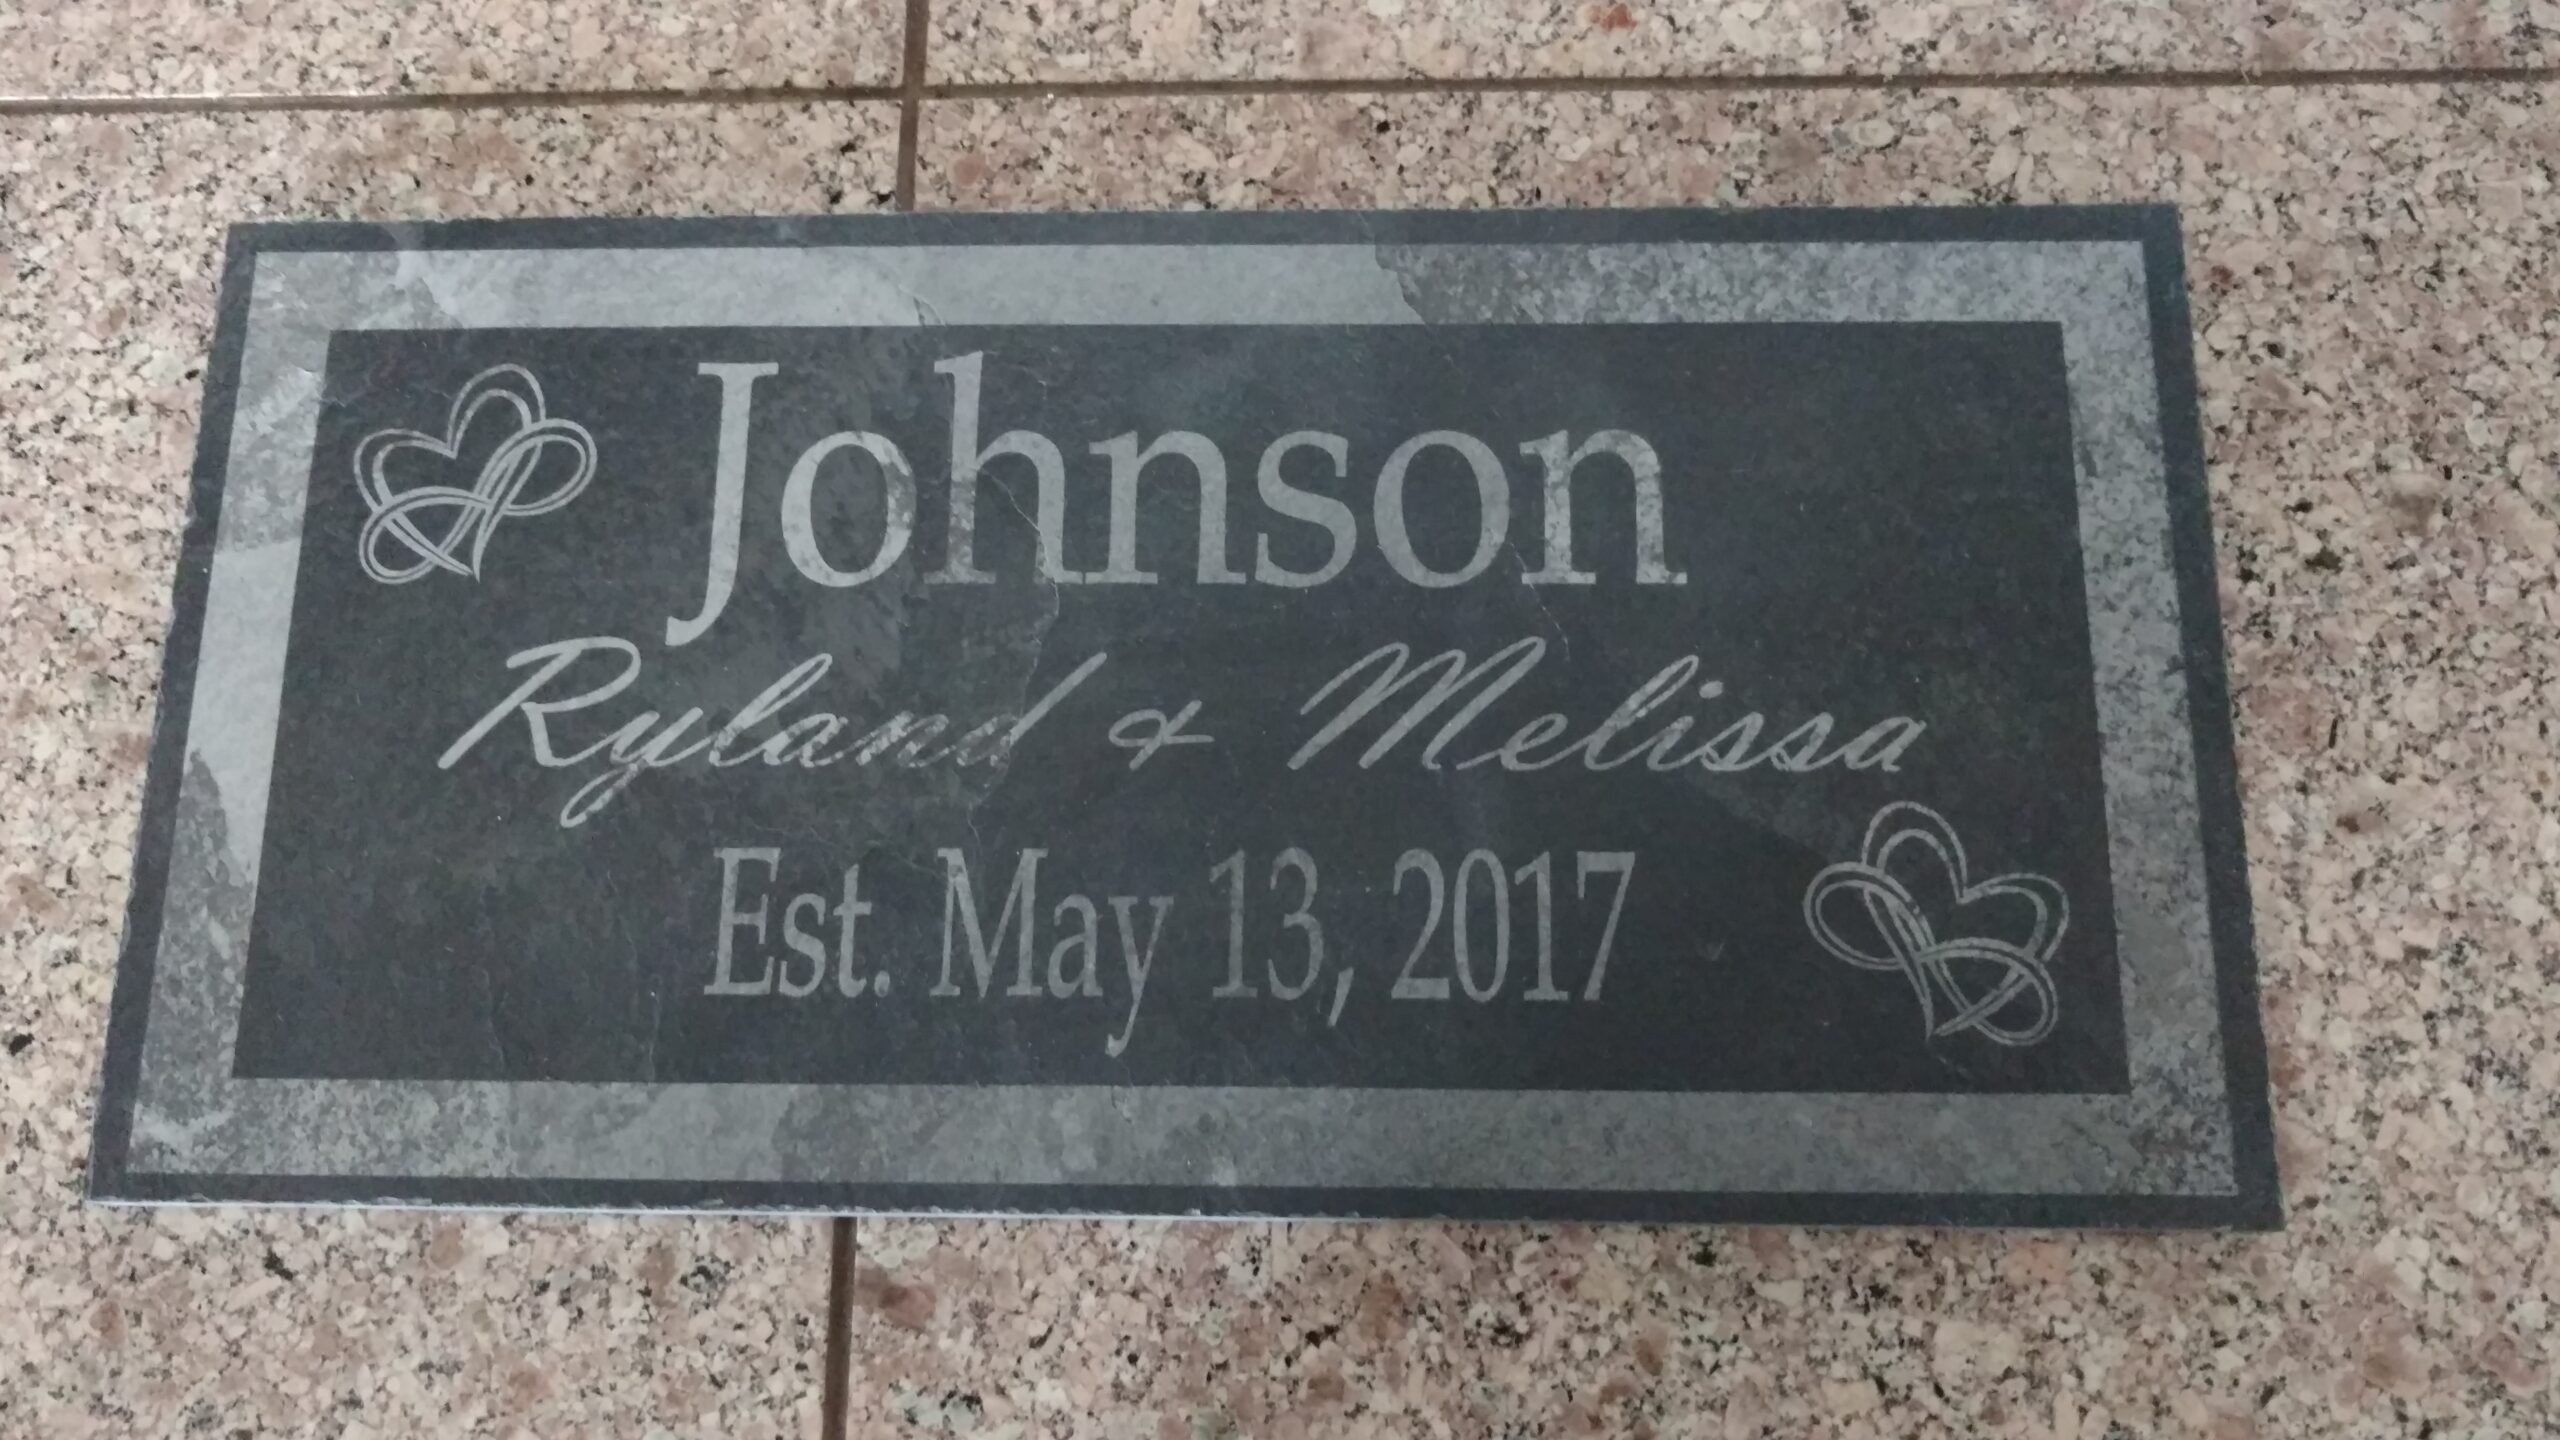 Johnson
Ryland & Melissa
Est. May 13, 2017